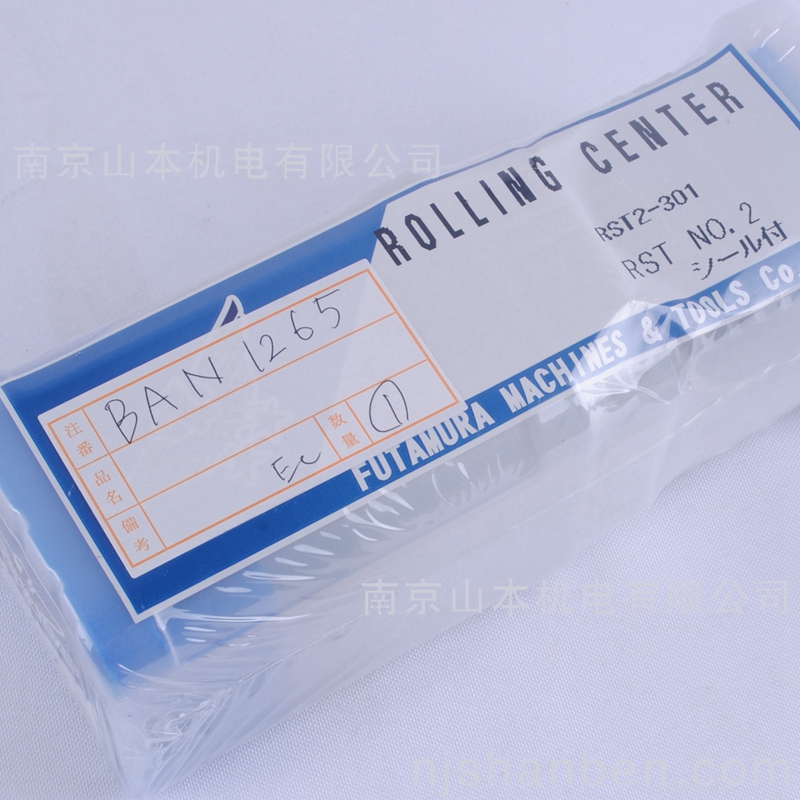 南京山本机电有限公司
ROLLING CENTER
RST2-301
RST NO.2
シール付
FUTAMURA MACHINES & TOOLS Co.
注番 BAN 1265
品名
数量 ①
備考
南京山本机电有限公司
njshanben.com